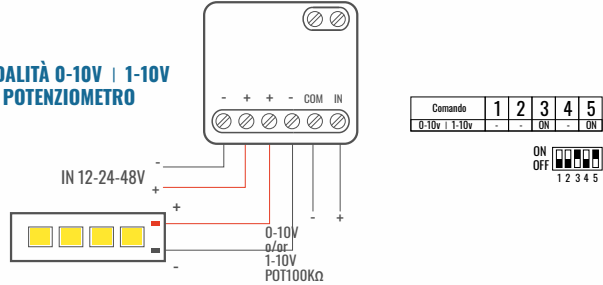 DALITÀ 0-10V | 1-10V
POTENZIOMETRO
- + + - COM IN
IN 12-24-48V
-
+
+
-
- +
0-10V
o/or
1-10V
POT100KΩ
Comando 1 2 3 4 5
0-10v | 1-10v - - ON - ON
ON
OFF
1 2 3 4 5